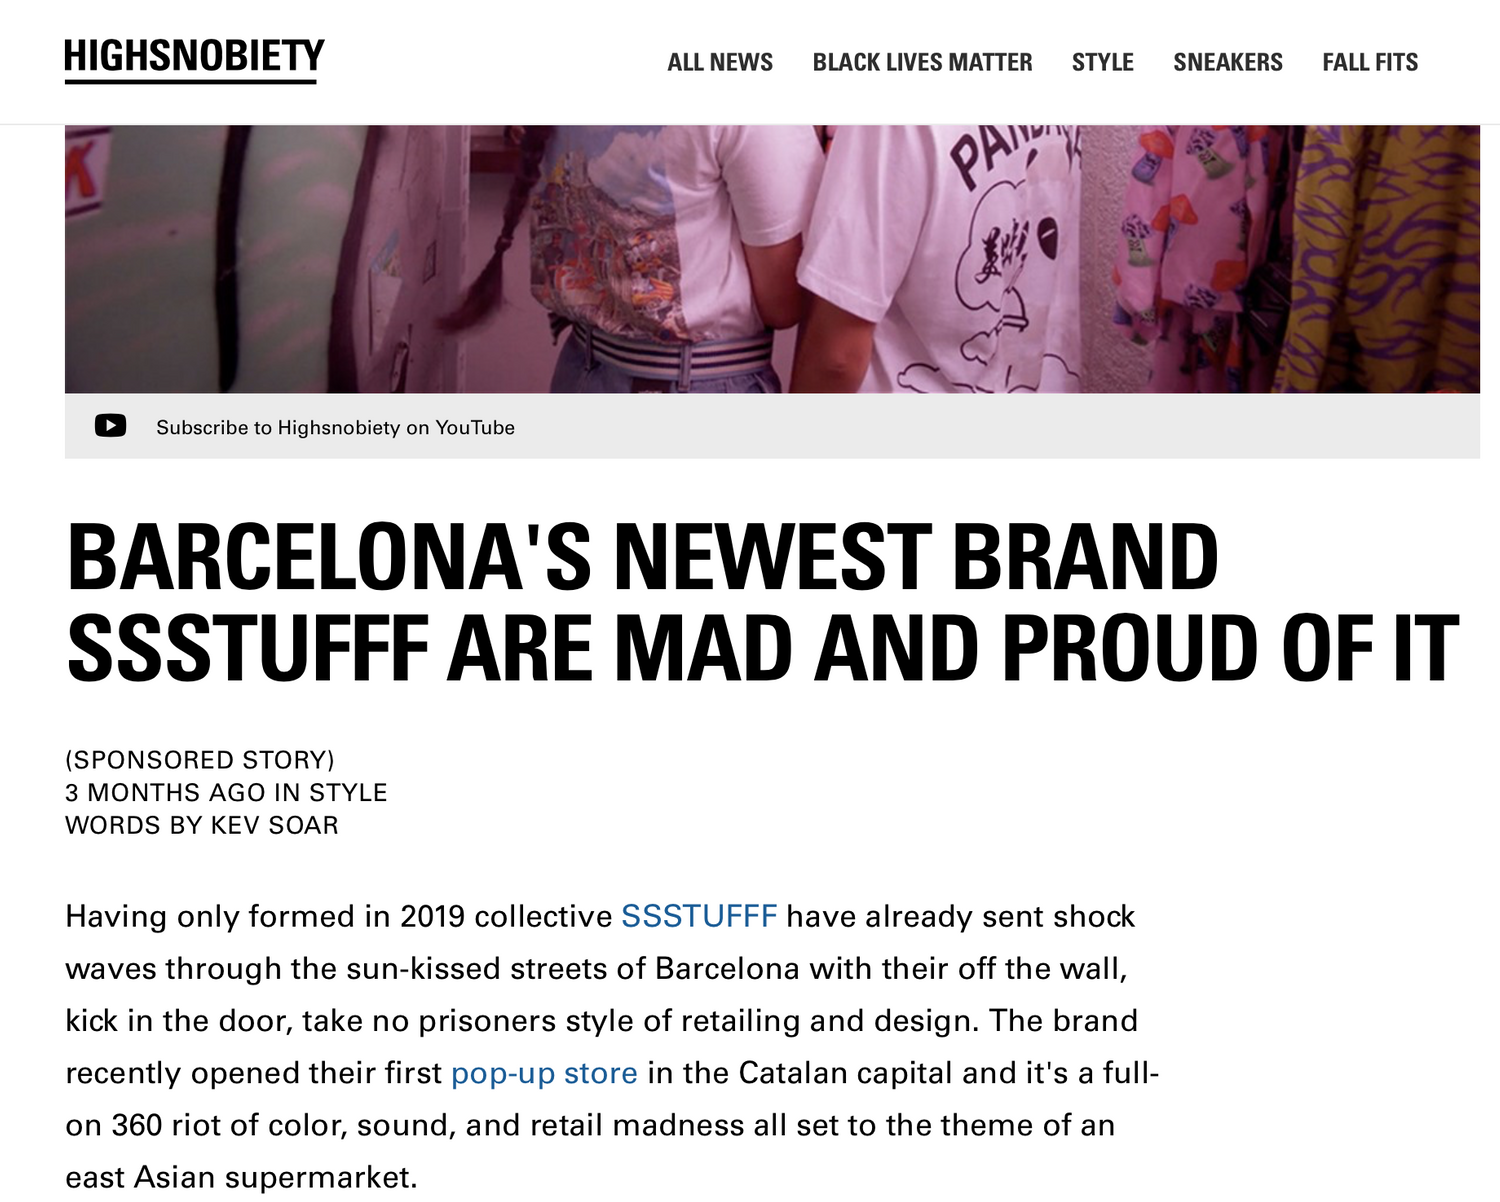 HIGHSNOBIETY
ALL NEWS BLACK LIVES MATTER STYLE SNEAKERS FALL FITS
Subscribe to Highsnobiety on YouTube
BARCELONA'S NEWEST BRAND
SSSTUFFF ARE MAD AND PROUD OF IT
(SPONSORED STORY)
3 MONTHS AGO IN STYLE
WORDS BY KEV SOAR
Having only formed in 2019 collective SSSTUFFF have already sent shock
waves through the sun-kissed streets of Barcelona with their off the wall,
kick in the door, take no prisoners style of retailing and design. The brand
recently opened their first pop-up store in the Catalan capital and it's a full-
on 360 riot of color, sound, and retail madness all set to the theme of an
east Asian supermarket.